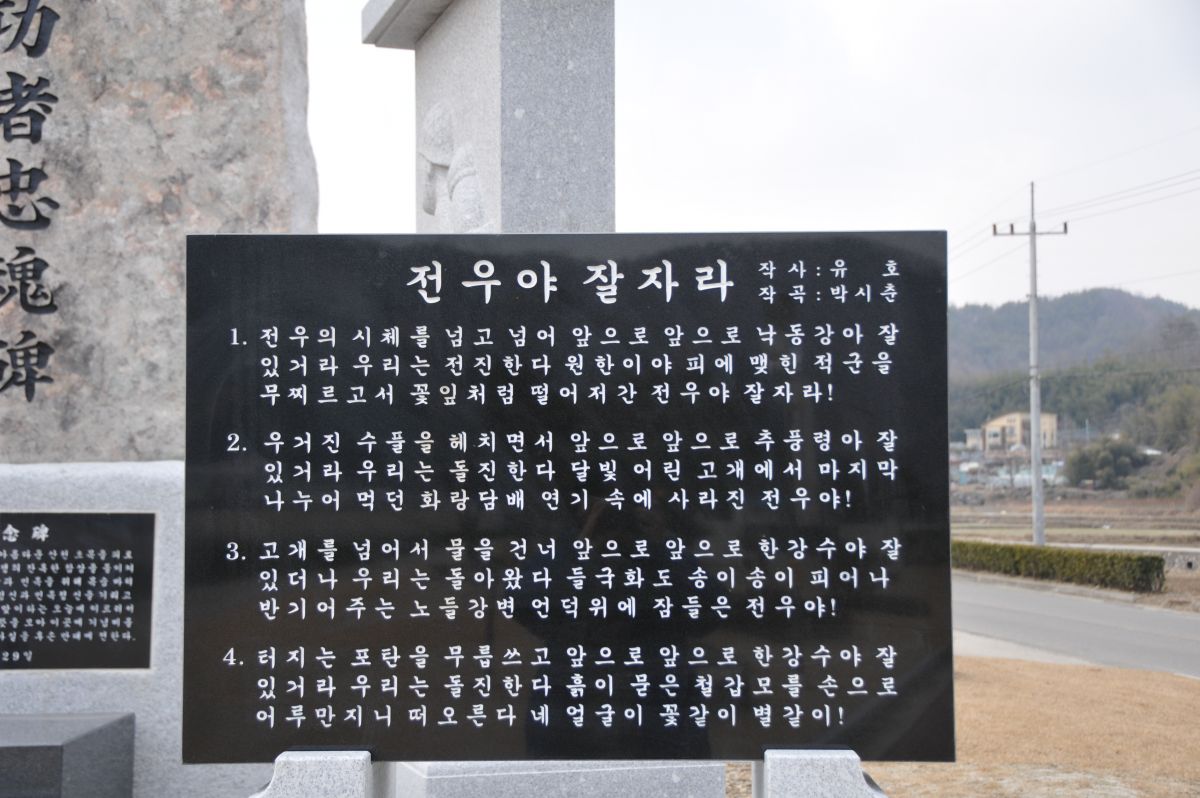 功者忠魂碑
전우야 잘자라
작사:유 호
작곡:박시춘
1. 전우의 시체를 넘고 넘어 앞으로 앞으로 낙동강아 잘
있거라 우리는 전진한다 원한이야 피에 맺힌 적군을
무찌르고서 꽃잎처럼 떨어저간 전우야 잘자라!
2. 우거진 수풀을 헤치면서 앞으로 앞으로 추풍령아 잘
있거라 우리는 돌진한다 달빛어린 고개에서 마지막
나누어 먹던 화랑담배 연기 속에 사라진 전우야!
3. 고개를 넘어서 물을 건너 앞으로 앞으로 한강수야 잘
있더냐 우리는 돌아왔다 들국화도 송이송이 피어나
반기어주는 노들강변 언덕위에 잠들은 전우야!
4. 터지는 포탄을 무릅쓰고 앞으로 앞으로 한강수야 잘
있거라 우리는 돌진한다 흙이 묻은 철갑모를 손으로
어루만지니 떠오른다 네 얼굴이 꽃같이 별같이!
念碑
29일